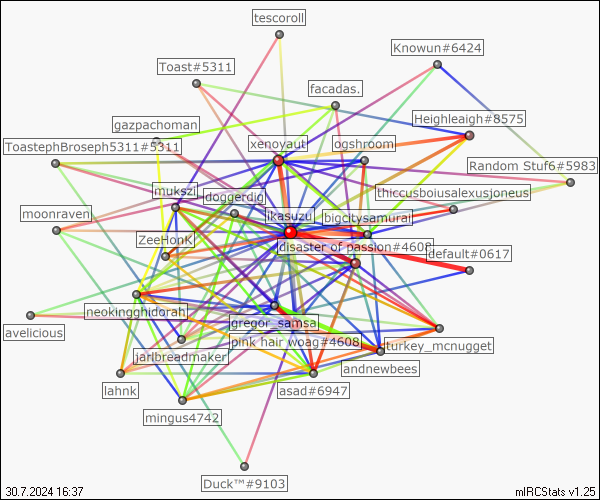 tescoroll
Knowun#6424
Toast#5311
facadas.
Heighleaigh#8575
gazpachoman
xenoyaut
ogshroom
ToastephBroseph5311#5311
Random Stuf6#5983
mukszi
doggerdig
thiccusboiusalexusjoneus
moonraven
likasuzu
bigcitysamurai
ZeeHonK
disaster of passion#4608
default#0617
neokingghidorah
gregor_samsa
avelicious
pink hair woag#4608
turkey_mcnugget
jarlbreadmaker
andnewbees
lahnk
asad#6947
mingus4742
Duck™#9103
30.7.2024 16:37
mIRCStats v1.25